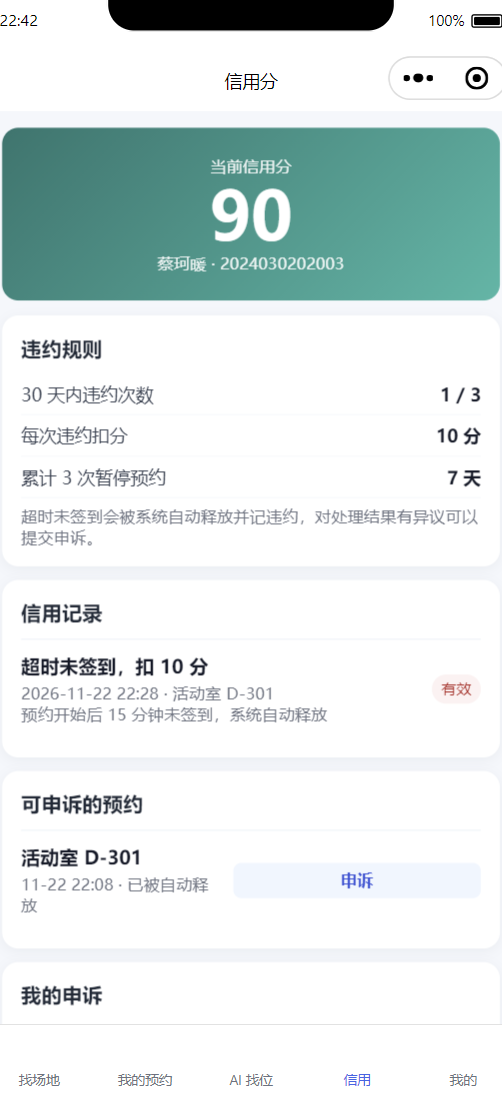 22:42
100%
信用分
当前信用分
90
蔡珂暖 · 2024030202003
违约规则
30 天内违约次数
1 / 3
每次违约扣分
10 分
累计 3 次暂停预约
7 天
超时未签到会被系统自动释放并记违约，对处理结果有异议可以
提交申诉。
信用记录
超时未签到，扣 10 分
2026-11-22 22:28 · 活动室 D-301
预约开始后 15 分钟未签到，系统自动释放
有效
可申诉的预约
活动室 D-301
11-22 22:08 · 已被自动释
放
申诉
我的申诉
找场地
我的预约
AI 找位
信用
我的